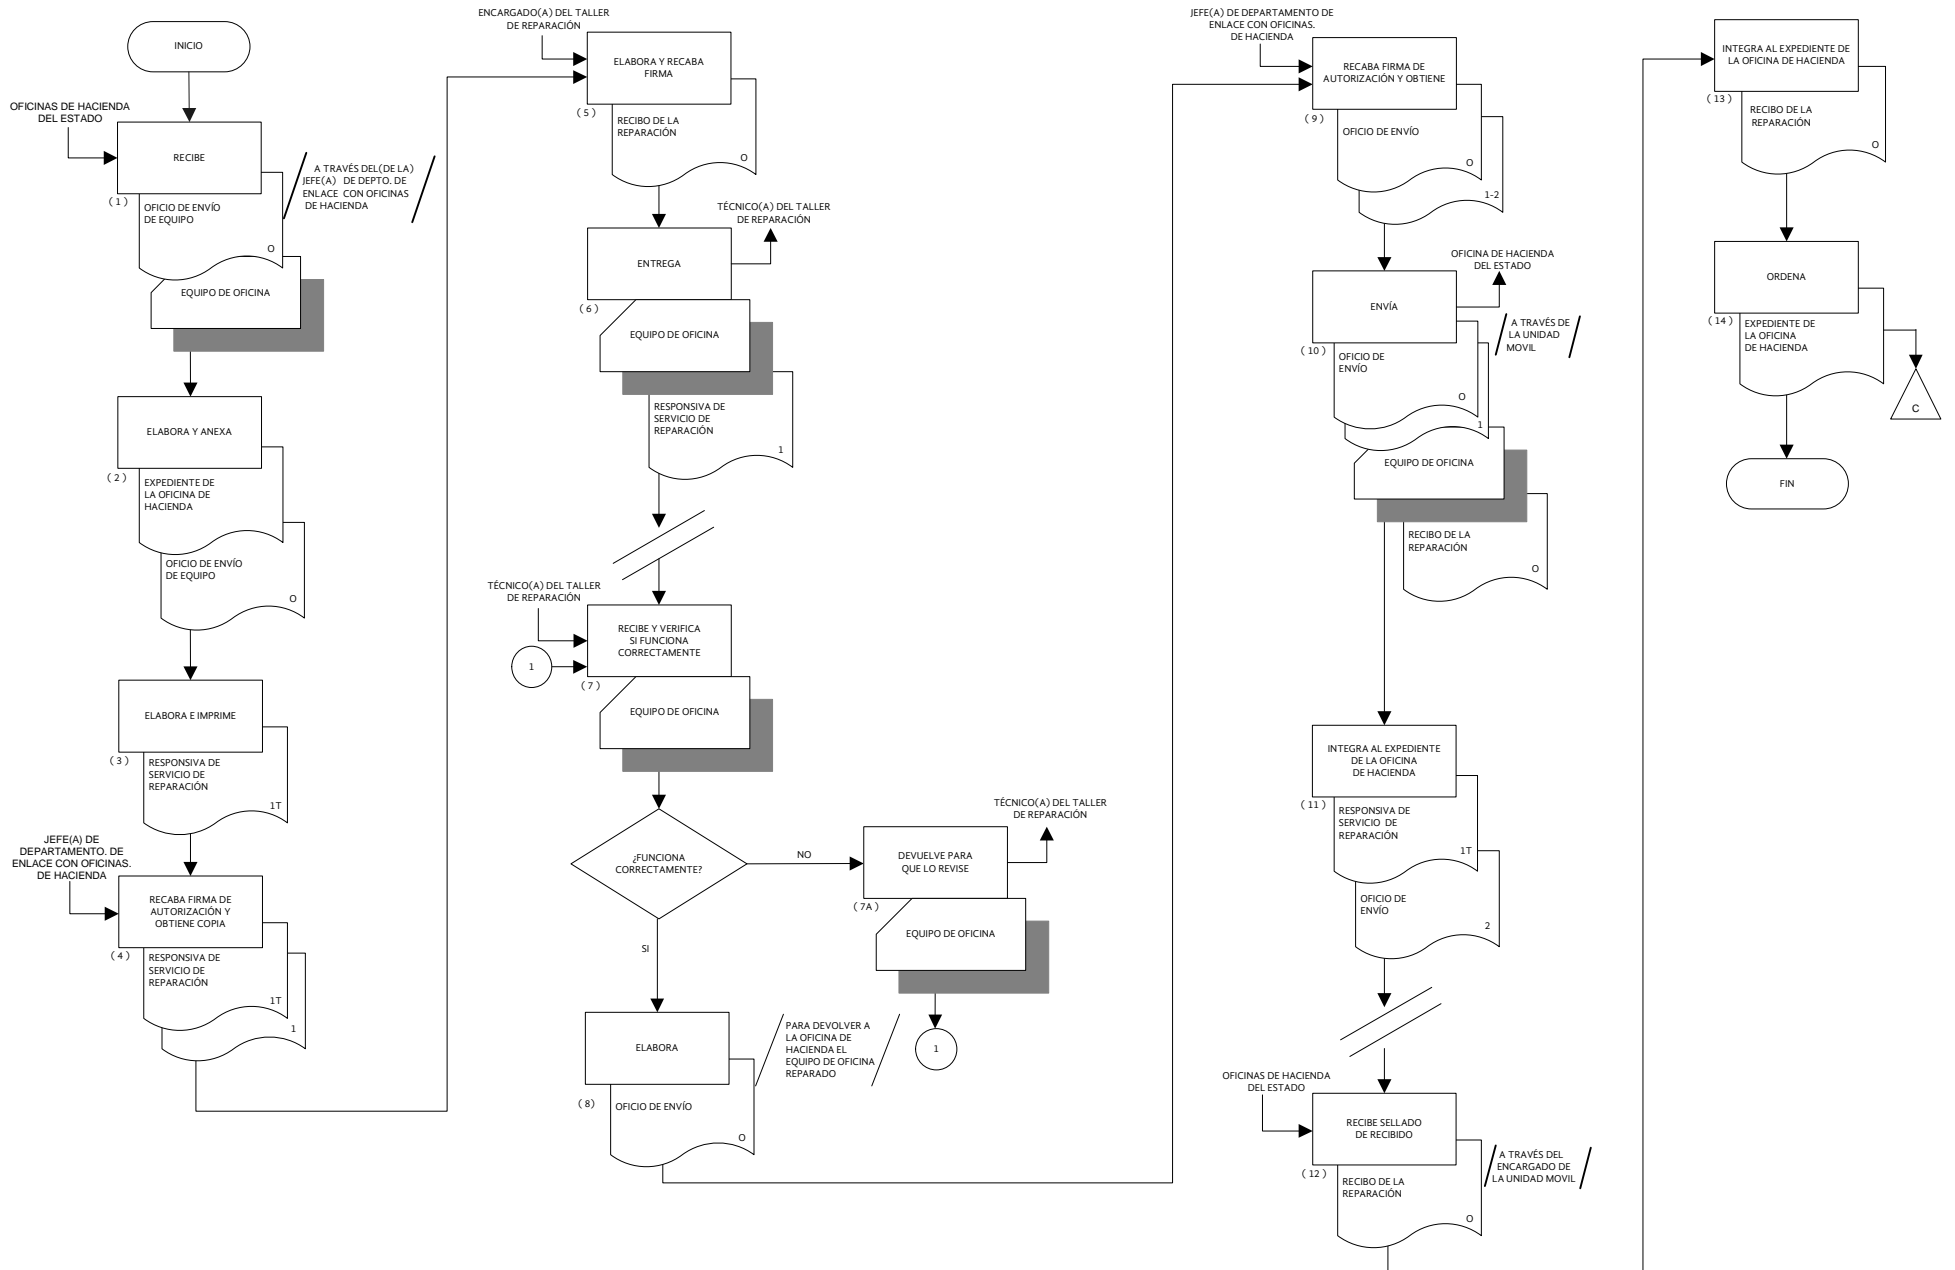 INICIO
OFICINAS DE HACIENDA
DEL ESTADO
RECIBE
( 1 )
A TRAVÉS DEL(DE LA)
JEFE(A) DE DEPTO. DE
ENLACE CON OFICINAS
DE HACIENDA
OFICIO DE ENVÍO
DE EQUIPO
O
EQUIPO DE OFICINA
ELABORA Y ANEXA
( 2 )
EXPEDIENTE DE
LA OFICINA DE
HACIENDA
OFICIO DE ENVÍO
DE EQUIPO
O
ELABORA E IMPRIME
( 3 )
RESPONSIVA DE
SERVICIO DE
REPARACIÓN
1T
JEFE(A) DE
DEPARTAMENTO. DE
ENLACE CON OFICINAS.
DE HACIENDA
RECABA FIRMA DE
AUTORIZACIÓN Y
OBTIENE COPIA
( 4 )
RESPONSIVA DE
SERVICIO DE
REPARACIÓN
1T
1
ENCARGADO(A) DEL TALLER
DE REPARACIÓN
ELABORA Y RECABA
FIRMA
( 5 )
RECIBO DE LA
REPARACIÓN
O
TÉCNICO(A) DEL TALLER
DE REPARACIÓN
ENTREGA
( 6 )
EQUIPO DE OFICINA
RESPONSIVA DE
SERVICIO DE
REPARACIÓN
1
TÉCNICO(A) DEL TALLER
DE REPARACIÓN
RECIBE Y VERIFICA
SI FUNCIONA
CORRECTAMENTE
1
( 7 )
EQUIPO DE OFICINA
¿FUNCIONA
CORRECTAMENTE?
NO
SI
TÉCNICO(A) DEL TALLER
DE REPARACIÓN
DEVUELVE PARA
QUE LO REVISE
( 7A )
EQUIPO DE OFICINA
1
ELABORA
PARA DEVOLVER A
LA OFICINA DE
HACIENDA EL
EQUIPO DE OFICINA
REPARADO
( 8)
OFICIO DE ENVÍO
O
JEFE(A) DE DEPARTAMENTO DE
ENLACE CON OFICINAS.
DE HACIENDA
RECABA FIRMA DE
AUTORIZACIÓN Y OBTIENE
( 9 )
OFICIO DE ENVÍO
O
1-2
OFICINA DE HACIENDA
DEL ESTADO
ENVÍA
A TRAVÉS DE
LA UNIDAD
MOVIL
( 10 )
OFICIO DE
ENVÍO
O
1
EQUIPO DE OFICINA
RECIBO DE LA
REPARACIÓN
O
INTEGRA AL EXPEDIENTE
DE LA OFICINA
DE HACIENDA
( 11 )
RESPONSIVA DE
SERVICIO DE
REPARACIÓN
1T
OFICIO DE
ENVÍO
2
OFICINAS DE HACIENDA
DEL ESTADO
RECIBE SELLADO
DE RECIBIDO
( 12 )
A TRAVÉS DEL
ENCARGADO DE
LA UNIDAD MOVIL
RECIBO DE LA
REPARACIÓN
O
INTEGRA AL EXPEDIENTE DE
LA OFICINA DE HACIENDA
( 13 )
RECIBO DE LA
REPARACIÓN
O
ORDENA
( 14 )
EXPEDIENTE DE
LA OFICINA
DE HACIENDA
C
FIN